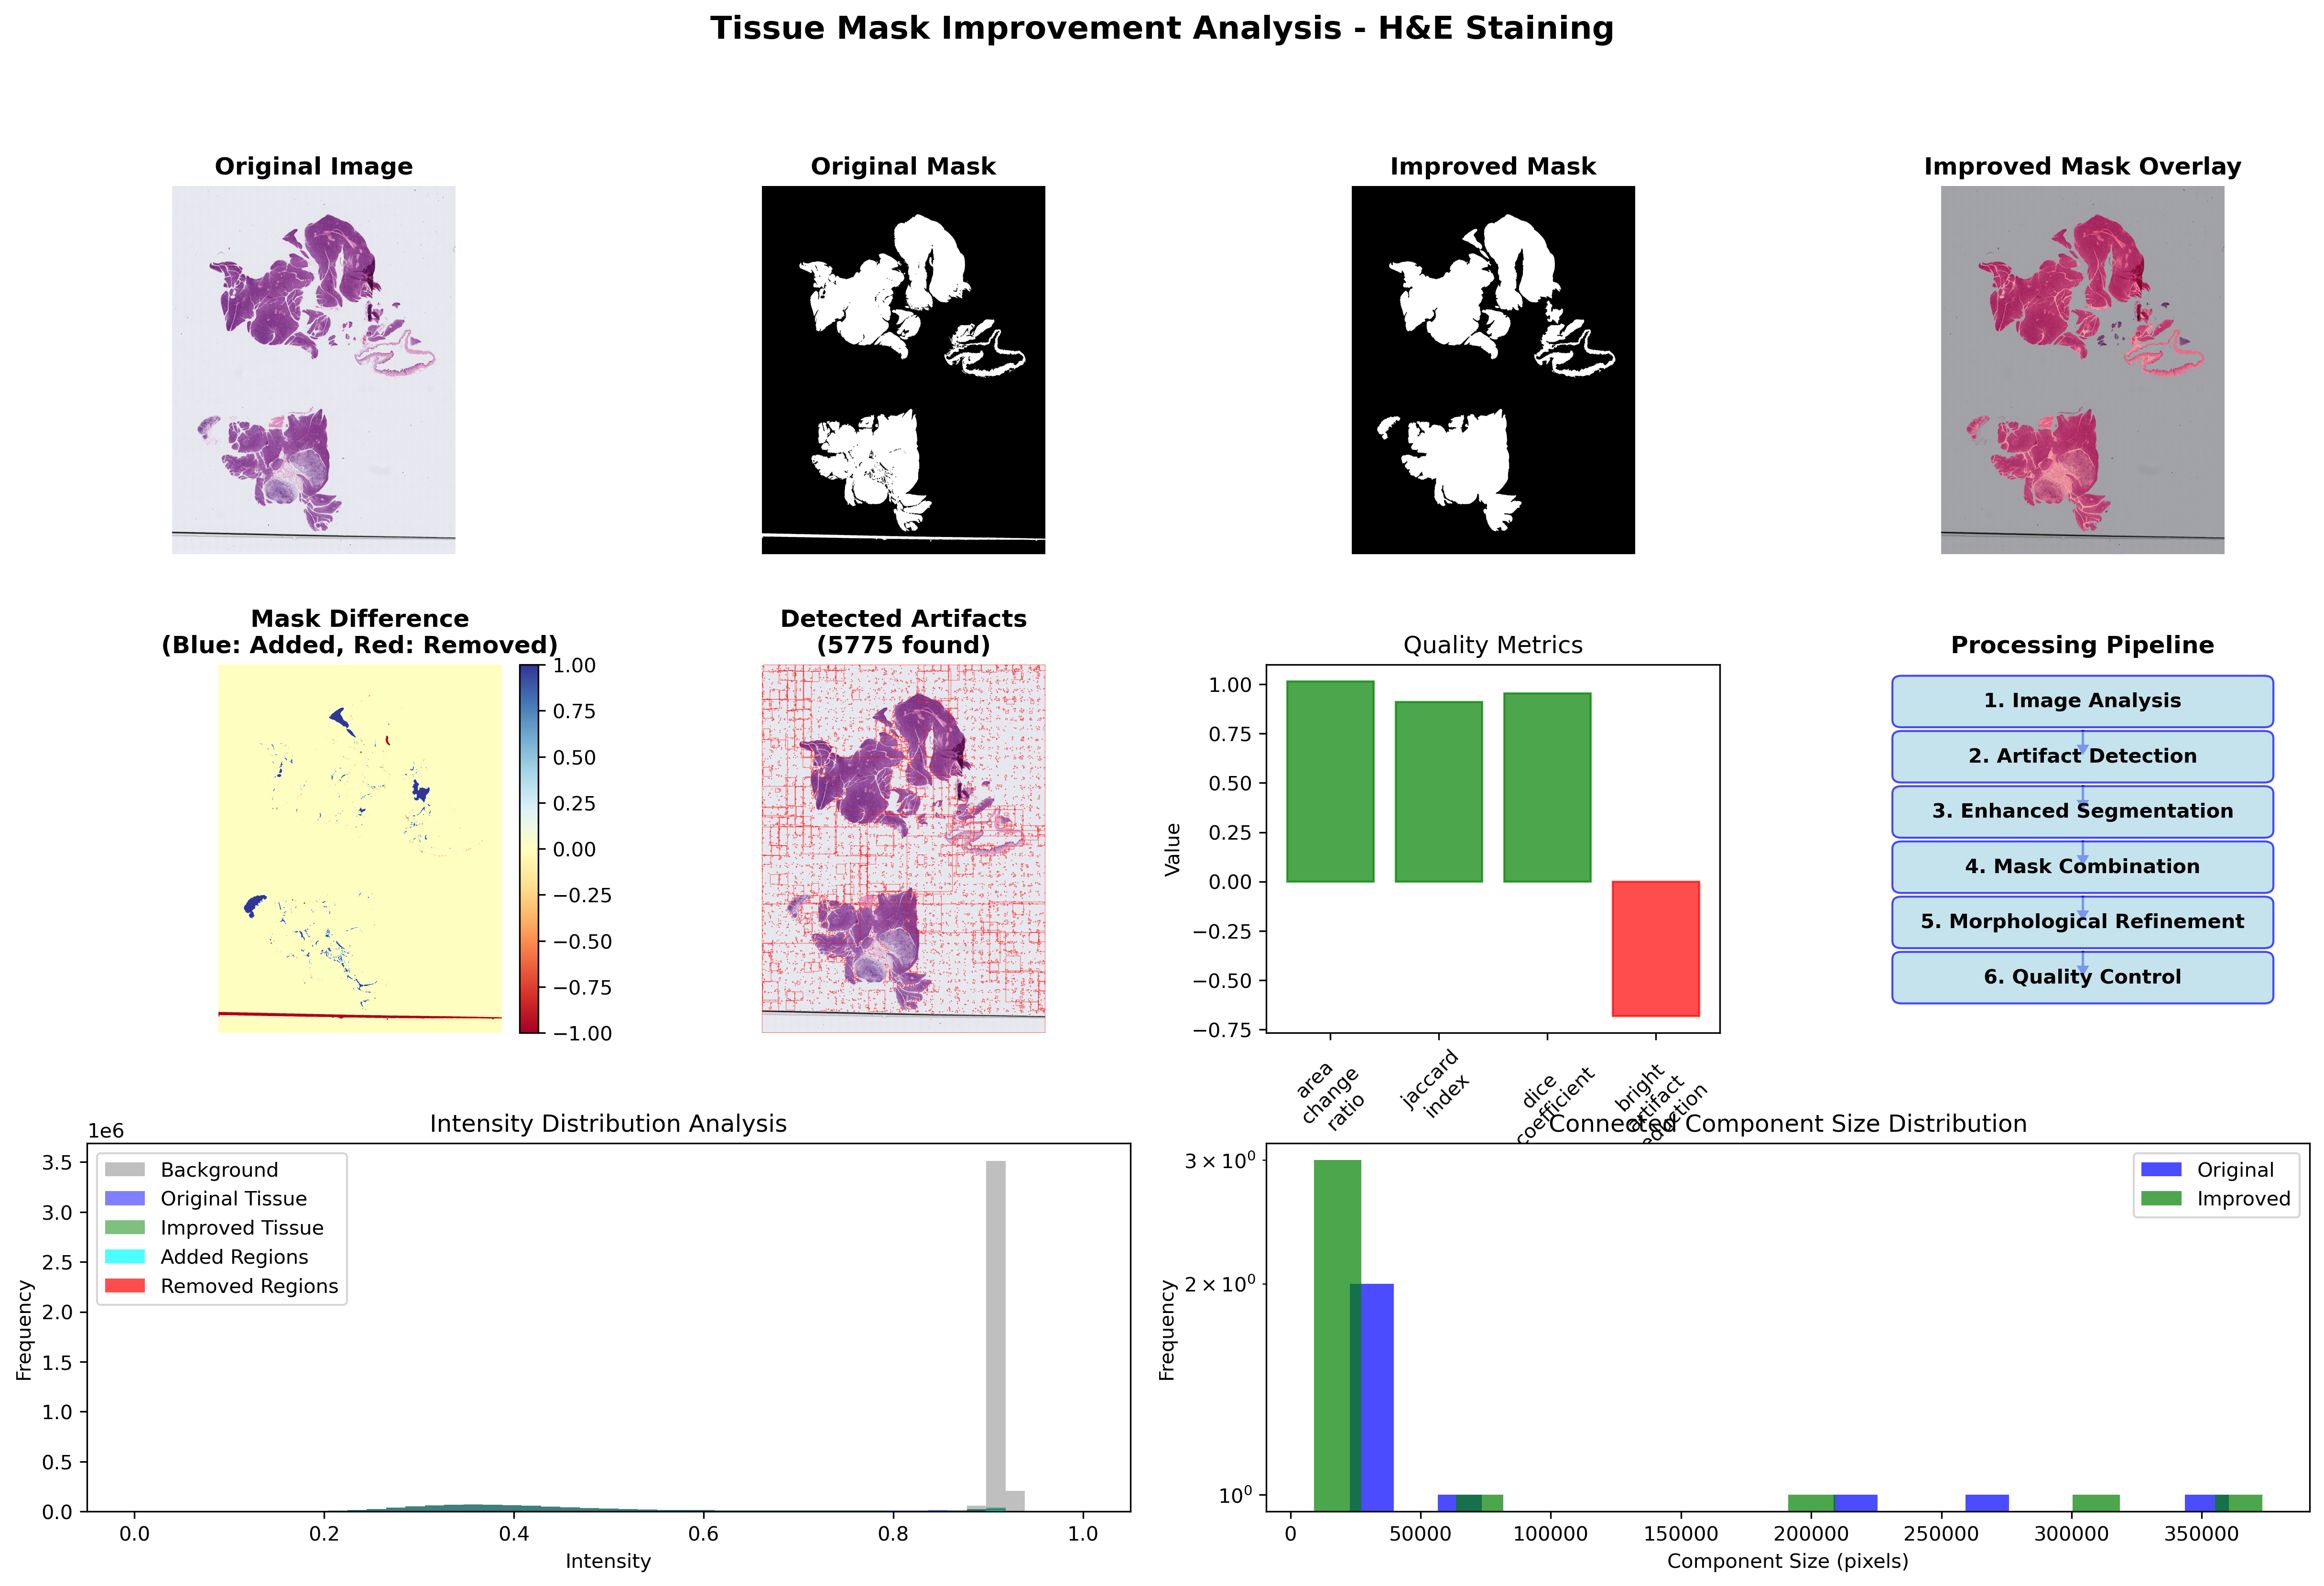 Tissue Mask Improvement Analysis - H&E Staining
Original Image
Original Mask
Improved Mask
Improved Mask Overlay
Mask Difference
(Blue: Added, Red: Removed)
1.00
0.75
0.50
0.25
0.00
−0.25
−0.50
−0.75
−1.00
Detected Artifacts
(5775 found)
Quality Metrics
Value
1.00
0.75
0.50
0.25
0.00
−0.25
−0.50
−0.75
area
change
ratio
jaccard
index
dice
coefficient
bright
artifact
Processing Pipeline
1. Image Analysis
2. Artifact Detection
3. Enhanced Segmentation
4. Mask Combination
5. Morphological Refinement
6. Quality Control
Intensity Distribution Analysis
1e6
Frequency
3.5
3.0
2.5
2.0
1.5
1.0
0.5
0.0
Background
Original Tissue
Improved Tissue
Added Regions
Removed Regions
0.0
0.2
0.4
0.6
0.8
1.0
Intensity
Connected Component Size Distribution
Frequency
3 × 10⁰
2 × 10⁰
10⁰
Original
Improved
0
50000
100000
150000
200000
250000
300000
350000
Component Size (pixels)